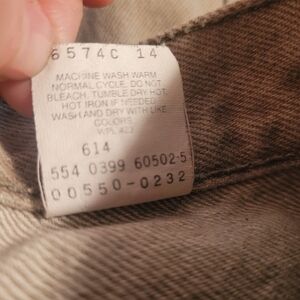 6574C 14
MACHINE WASH WARM
NORMAL CYCLE. DO NOT
BLEACH. TUMBLE DRY HOT.
HOT IRON IF NEEDED.
WASH AND DRY WITH LIKE
COLORS.
WPL 423
614
554 0399 60502-5
00550-0232